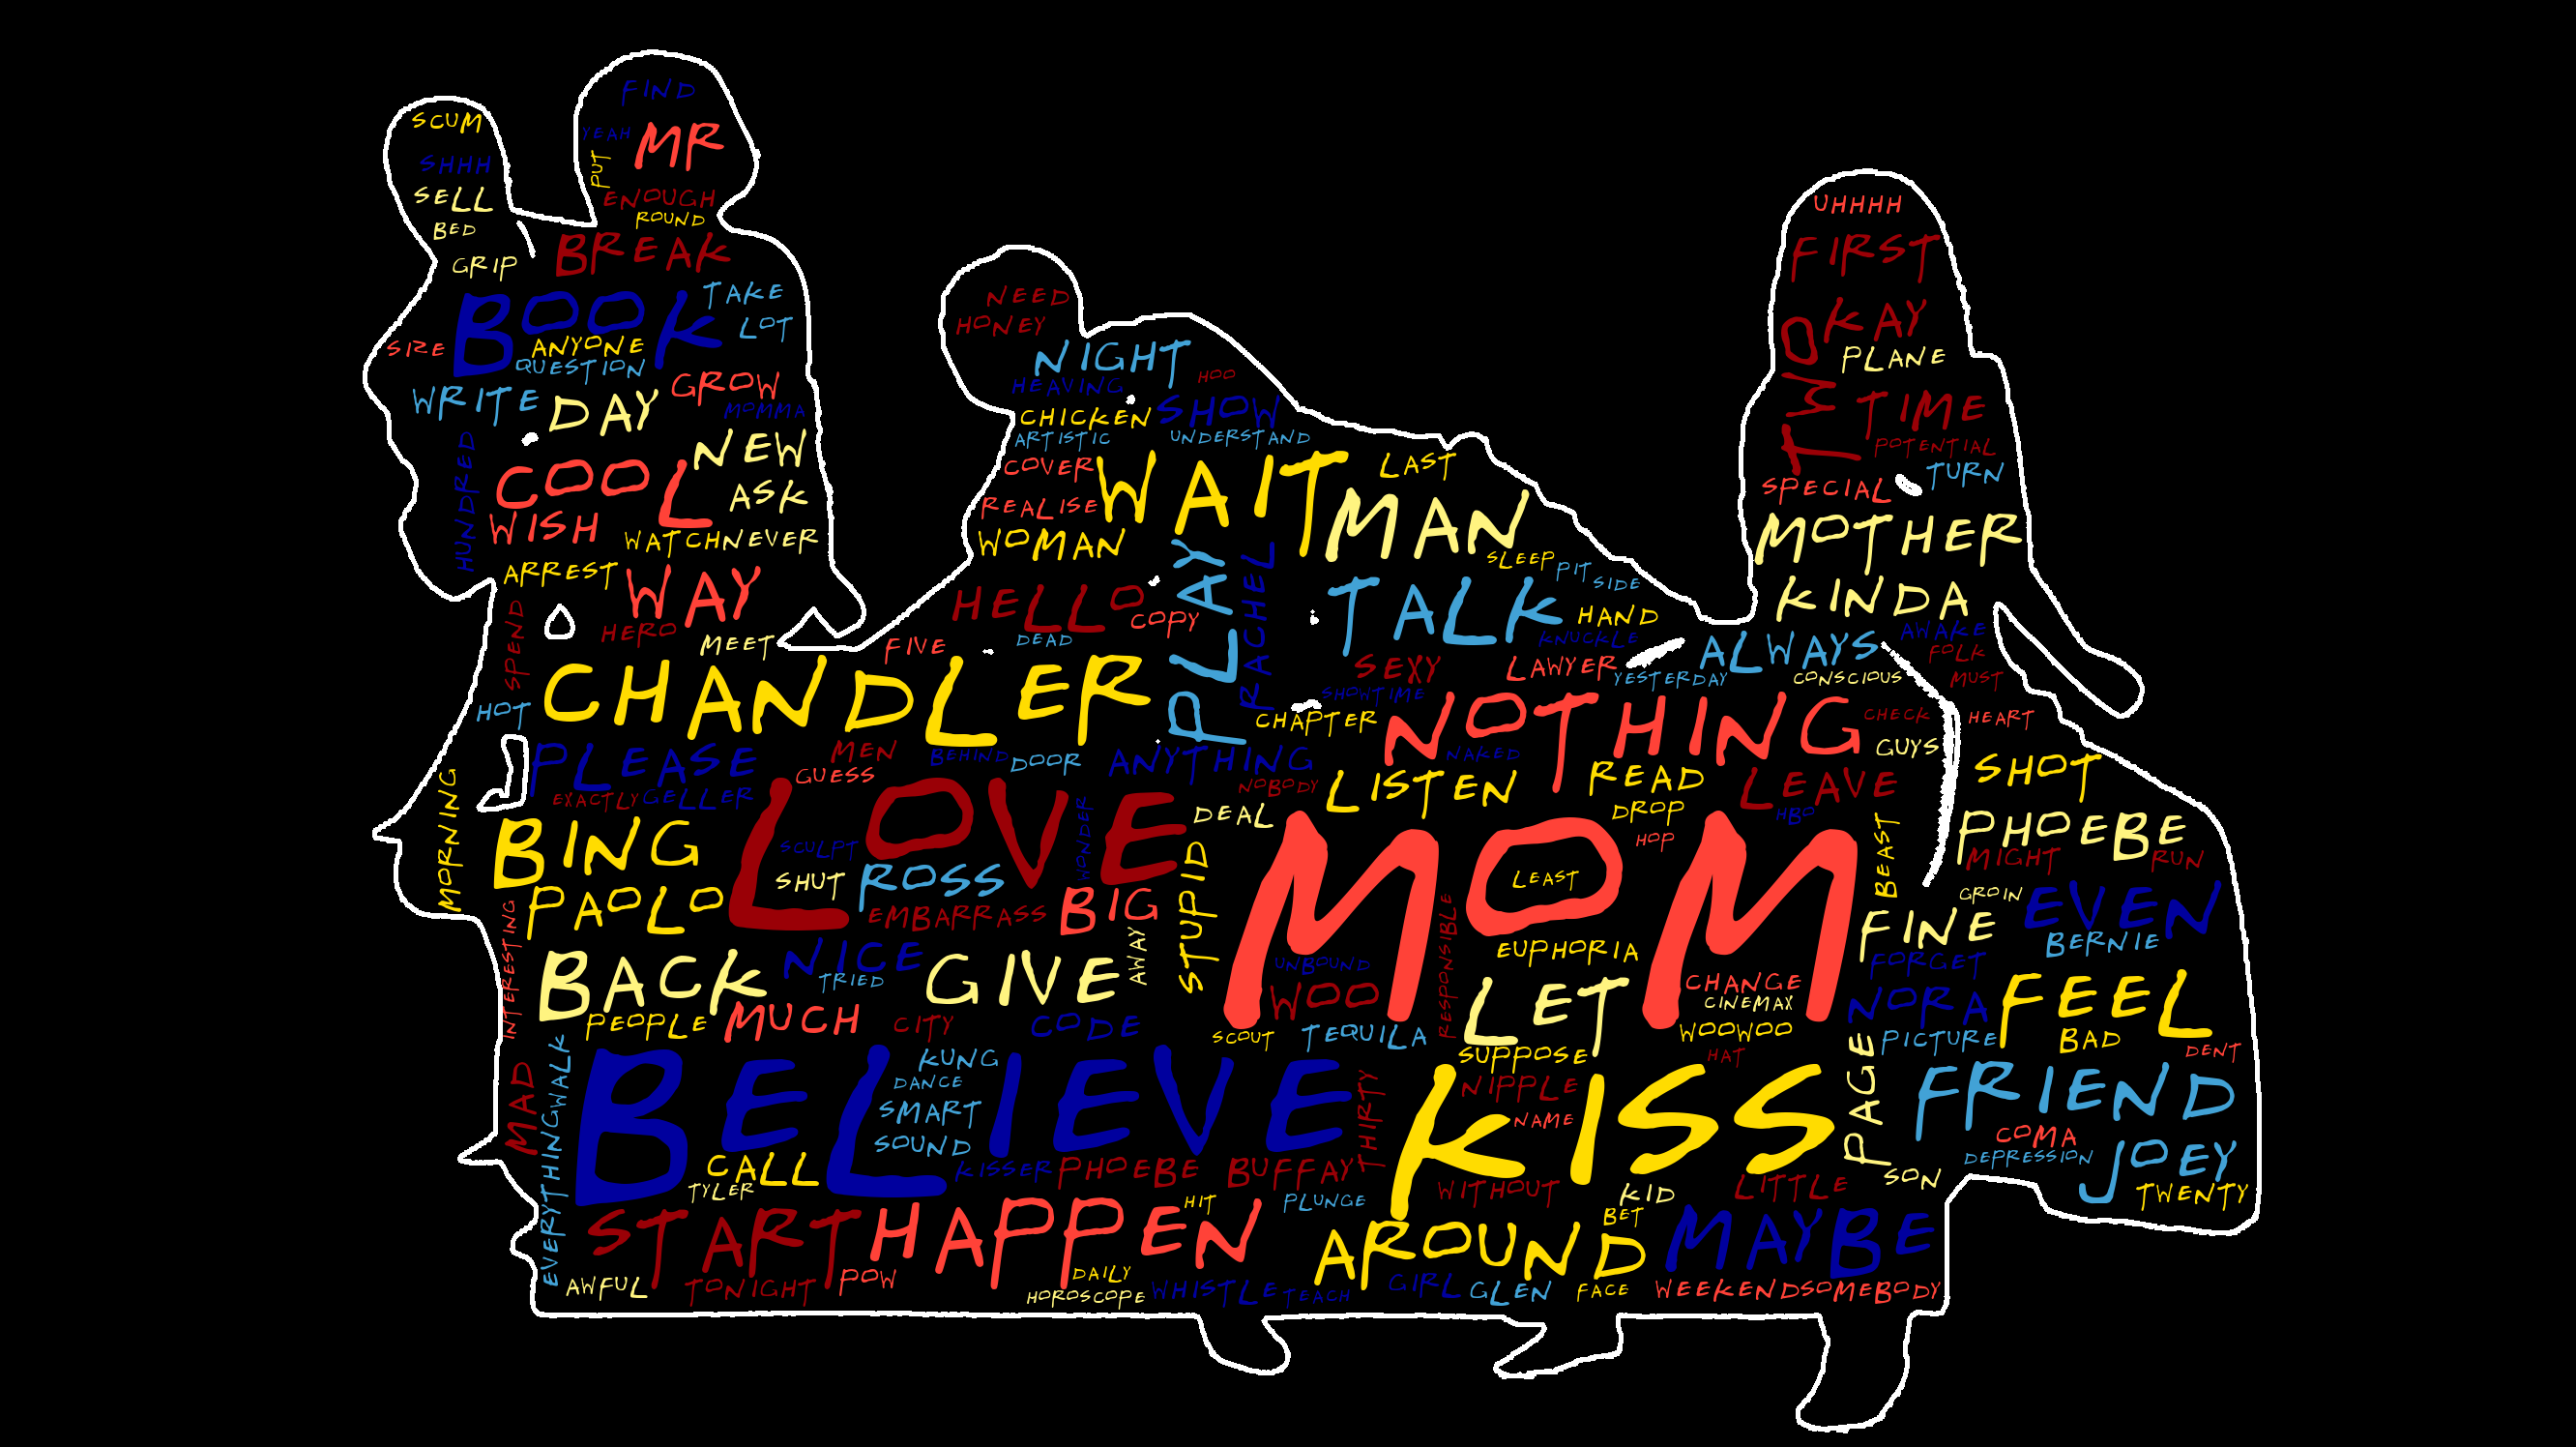 FIND
SCUM
YEAH
MR
PUT
SHHH
SELL
ENOUGH
ROUND
BED
BREAK
GRIP
UHHHH
FIRST
TAKE
BOOK
LOT
ANYONE
SIZE
QUESTION
NEED
HONEY
OKAY
TWO
PLANE
NIGHT
WRITE
DAY
GROW
MOMMA
HEAVING
HOO
CHICKEN
SHOW
ARTISTIC
UNDERSTAND
TIME
POTENTIAL
TURN
HUNDRED
COOL
NEW
ASK
COVER
WAIT
LAST
SPECIAL
WISH
WATCH
NEVER
REALISE
MAN
WOMAN
MOTHER
ARREST
WAY
SLEEP
PIT
SIDE
KINDA
SPEND
HERO
MEET
HELLO
COPY
PLAY
RACHEL
TALK
HAND
KNUCKLE
FIVE
DEAD
ALWAYS
AWAKE
FOLK
MUST
SEXY
LAWYER
YESTERDAY
CONSCIOUS
HOT
CHANDLER
SHOWTIME
CHAPTER
NOTHING
CHECK
GUYS
HEART
PLEASE
MEN
GUESS
BEHIND
DOOR
ANYTHING
NAKED
SHOT
MORNING
EXACTLY
GELLER
NOBODY
LISTEN
READ
LEAVE
DROP
HBO
BING
LOVE
WONDER
DEAL
MOM
HOP
BEAST
PHOEBE
MIGHT
RUN
SCULPT
SHUT
ROSS
STUPID
LEAST
GROIN
EVEN
PAOLO
EMBARRASS
BIG
RESPONSIBLE
FINE
BERNIE
INTERESTING
BACK
NICE
TRIED
GIVE
AWAY
EUPHORIA
UNBOUND
FORGET
WOO
LET
CHANGE
CINEMAX
NORA
FEEL
PEOPLE
MUCH
CITY
CODE
SCOUT
TEQUILA
WOOWOO
PICTURE
BAD
DENT
SUPPOSE
HAT
MAD
WALK
EVERYTHING
BELIEVE
KUNG
DANCE
SMART
SOUND
THIRTY
KISS
NIPPLE
NAME
PAGE
FRIEND
COMA
DEPRESSION
JOEY
CALL
TYLER
KISSER
PHOEBE BUFFAY
WITHOUT
KID
LITTLE
SON
TWENTY
START
HAPPEN
HIT
PLUNGE
AROUND
BET
MAYBE
AWFUL
TONIGHT
POW
DAILY
HOROSCOPE
WHISTLE
TEACH
GIRL
GLEN
FACE
WEEKEND
SOMEBODY